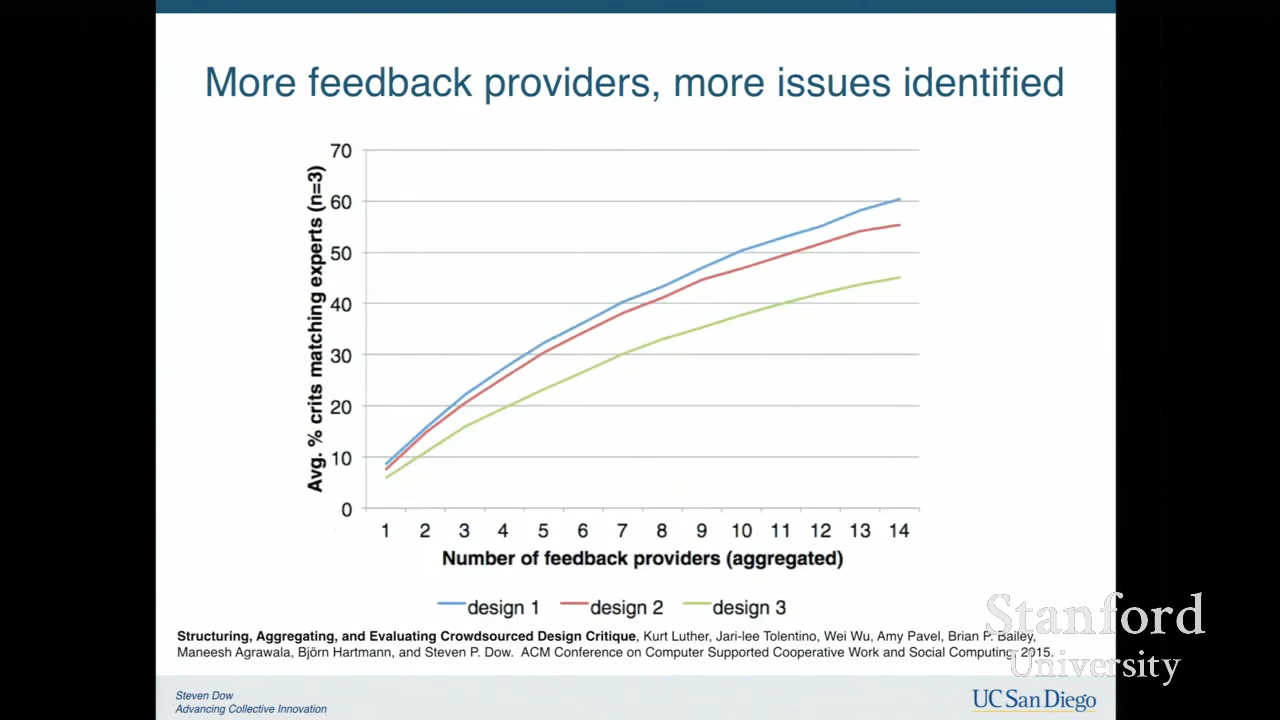 More feedback providers, more issues identified
Avg. % crits matching experts (n=3)
70
60
50
40
30
20
10
0
1 2 3 4 5 6 7 8 9 10 11 12 13 14
Number of feedback providers (aggregated)
design 1 design 2 design 3
Structuring, Aggregating, and Evaluating Crowdsourced Design Critique, Kurt Luther, Jari-lee Tolentino, Wei Wu, Amy Pavel, Brian P. Bailey,
Maneesh Agrawala, Björn Hartmann, and Steven P. Dow. ACM Conference on Computer Supported Cooperative Work and Social Computing, 2015.
Stanford
University
Steven Dow
Advancing Collective Innovation
UC San Diego